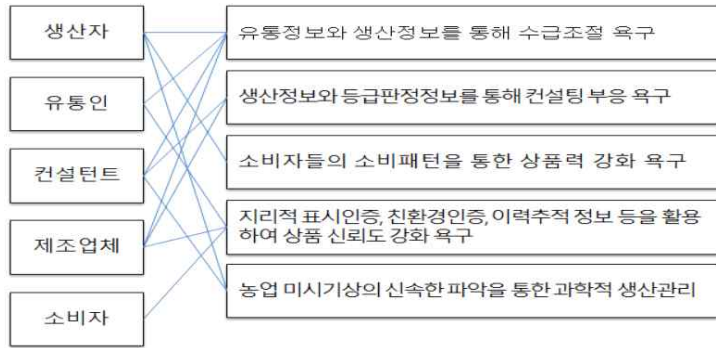 생산자
유통인
컨설턴트
제조업체
소비자
유통정보와 생산정보를 통해 수급조절 욕구
생산정보와 등급판정정보를 통해 컨설팅 부응 욕구
소비자들의 소비패턴을 통한 상품력 강화 욕구
지리적 표시인증, 친환경인증, 이력추적 정보 등을 활용
하여 상품 신뢰도 강화 욕구
농업 미시기상의 신속한 파악을 통한 과학적 생산관리